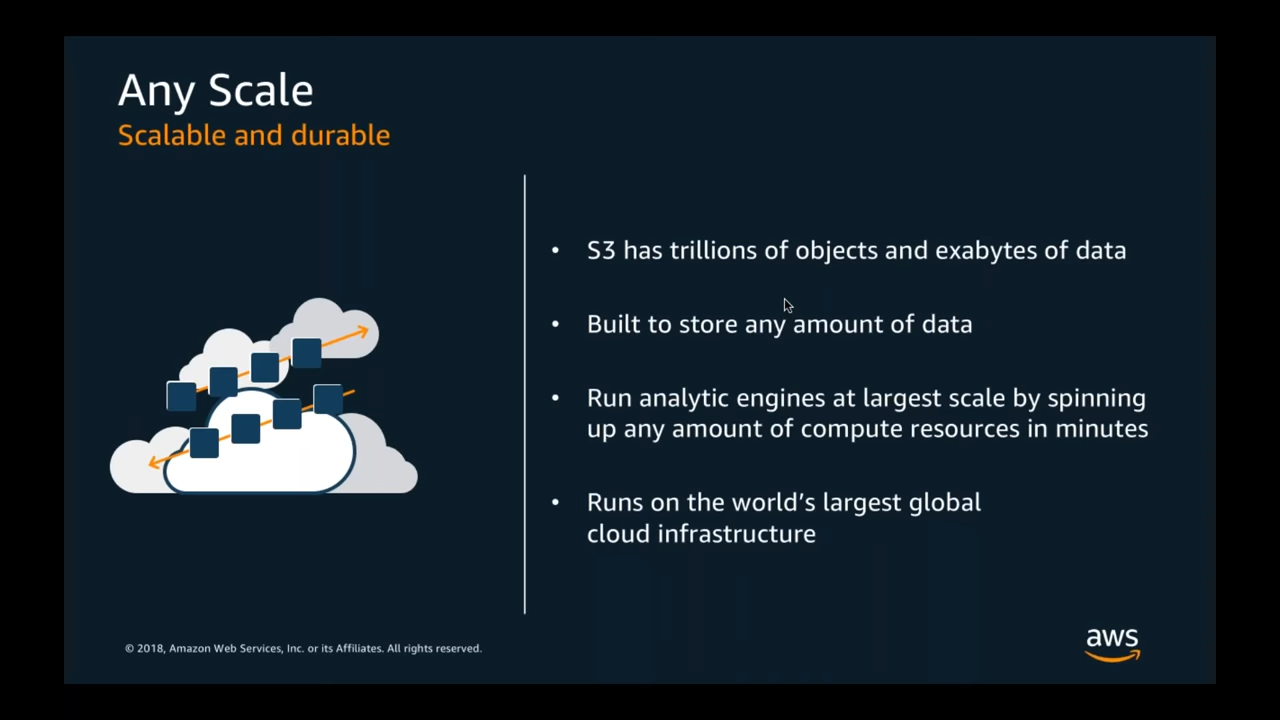 Any Scale
Scalable and durable
• S3 has trillions of objects and exabytes of data
• Built to store any amount of data
• Run analytic engines at largest scale by spinning
up any amount of compute resources in minutes
• Runs on the world’s largest global
cloud infrastructure
© 2018, Amazon Web Services, Inc. or its Affiliates. All rights reserved.
aws